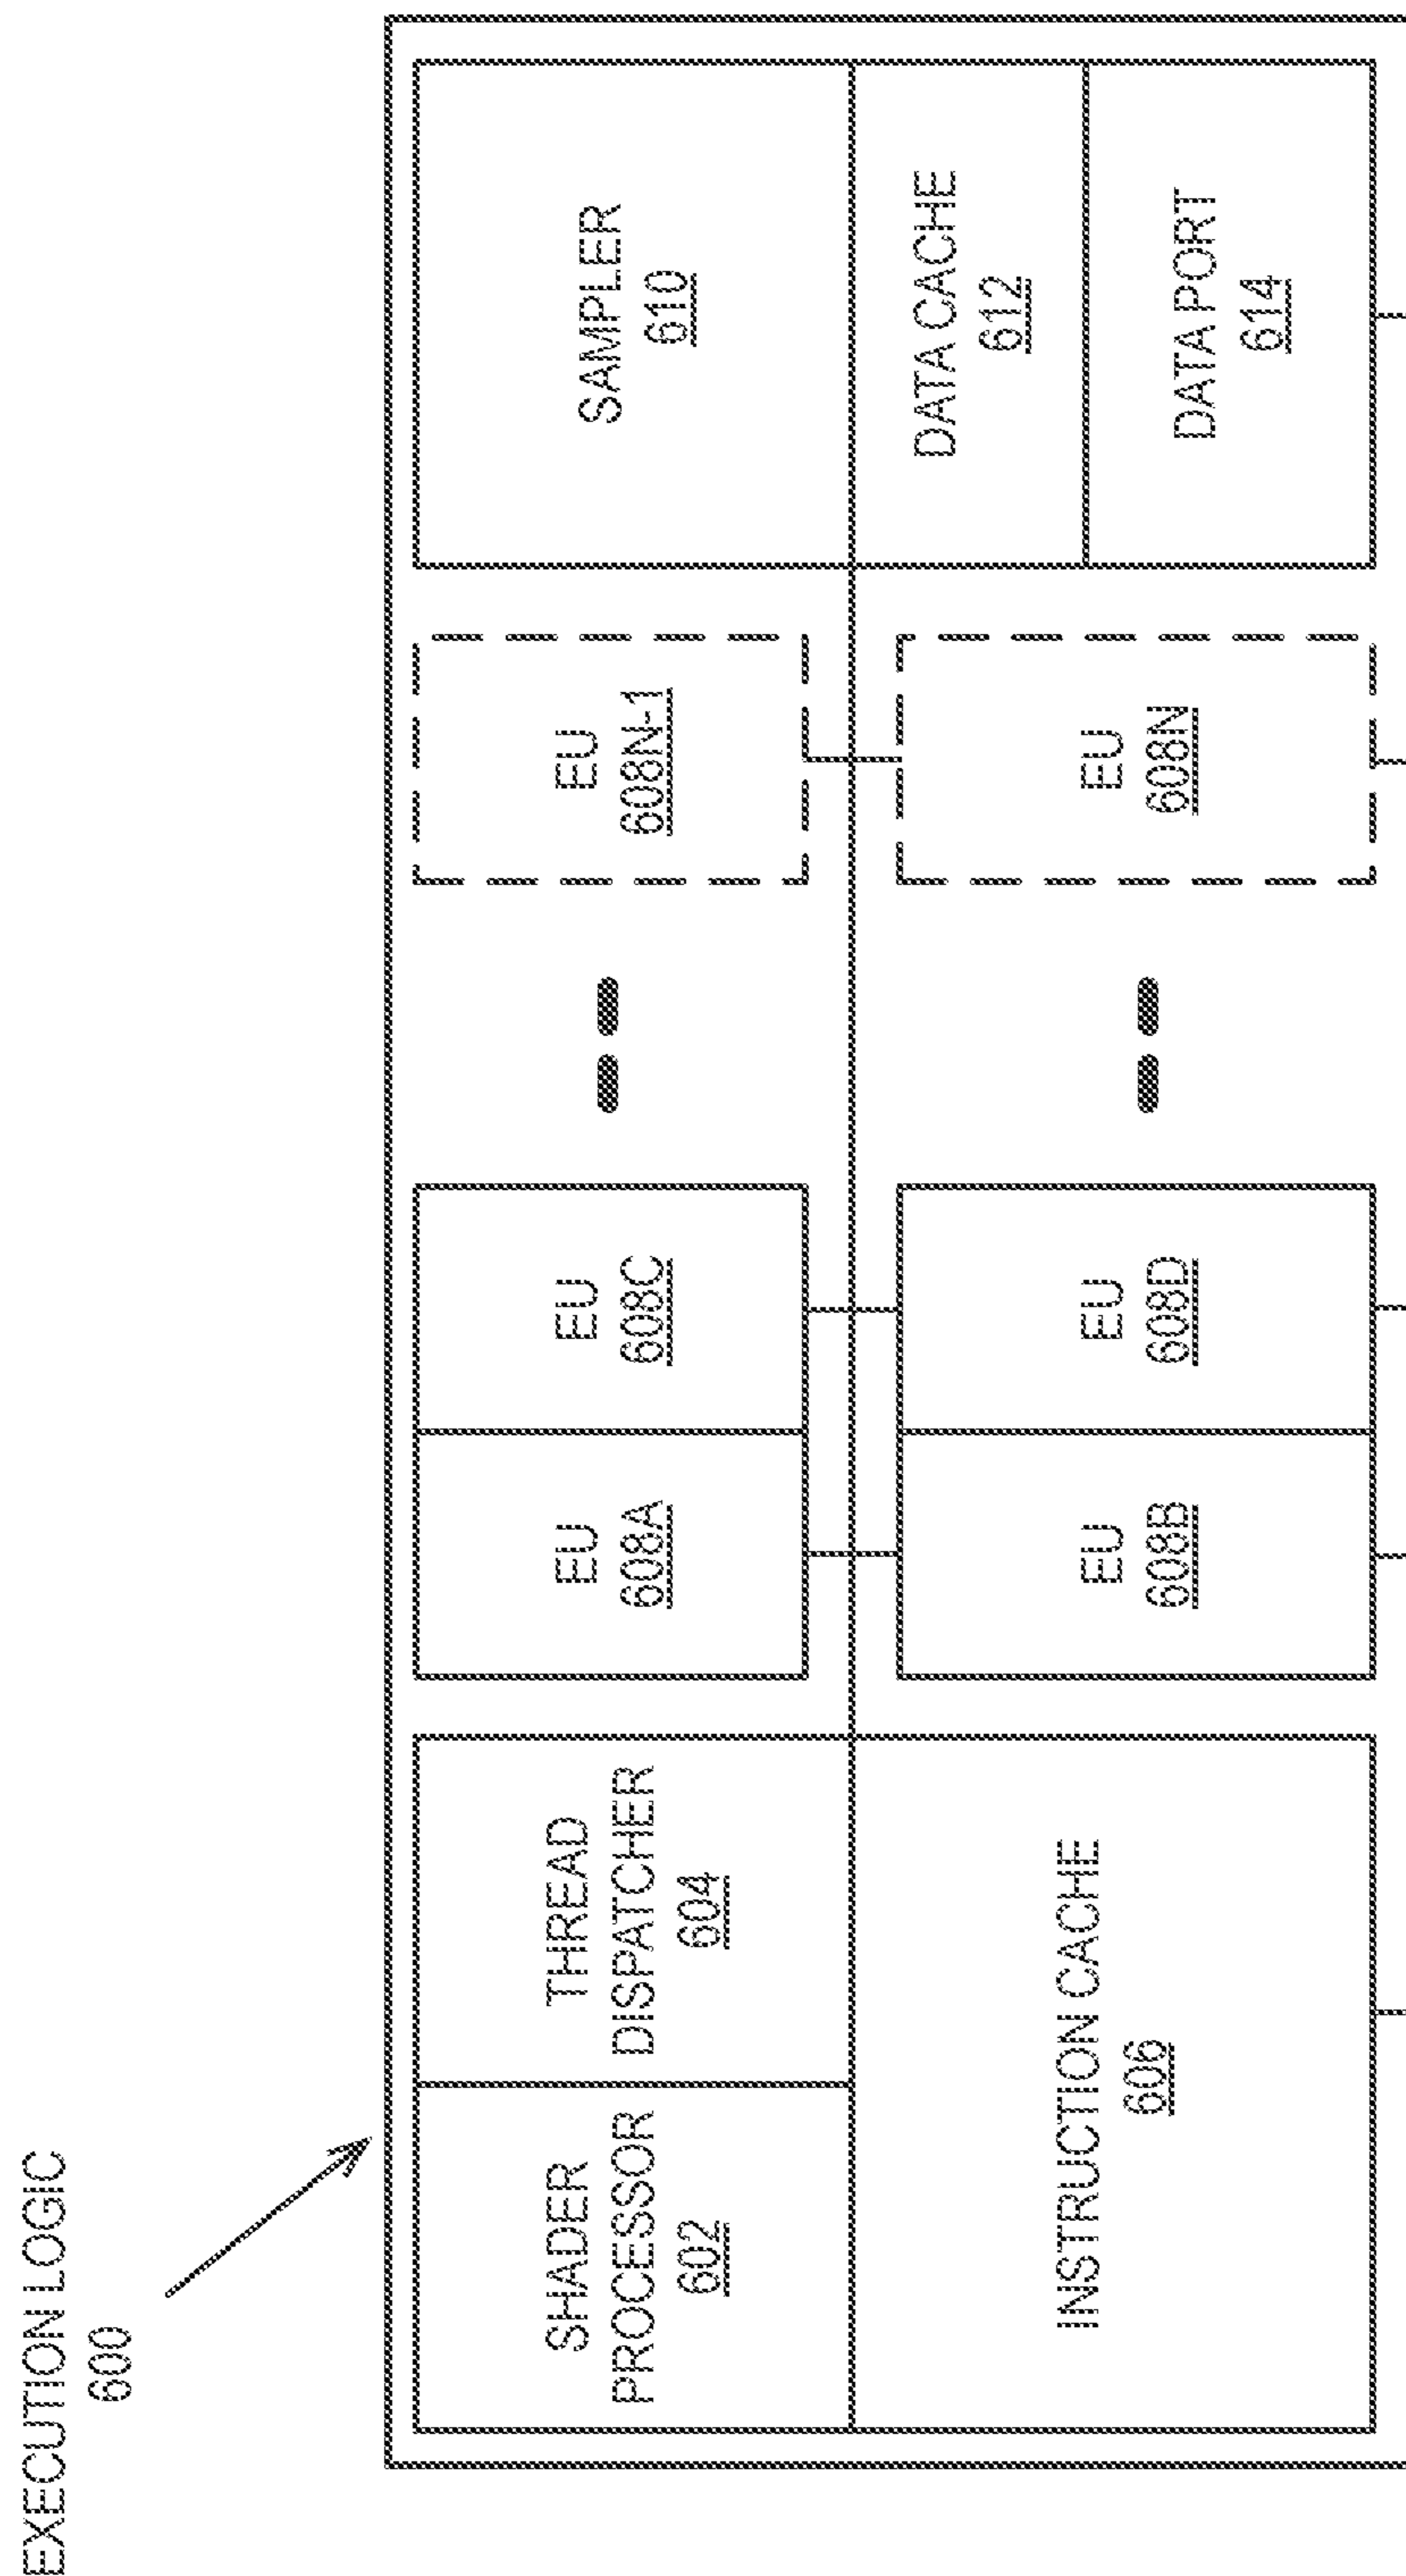 EXECUTION LOGIC
600
SHADER
PROCESSOR
602
THREAD
DISPATCHER
604
INSTRUCTION CACHE
606
EU
608A
EU
608C
EU
608N-1
EU
608B
EU
608D
EU
608N
SAMPLER
610
DATA CACHE
612
DATA PORT
614